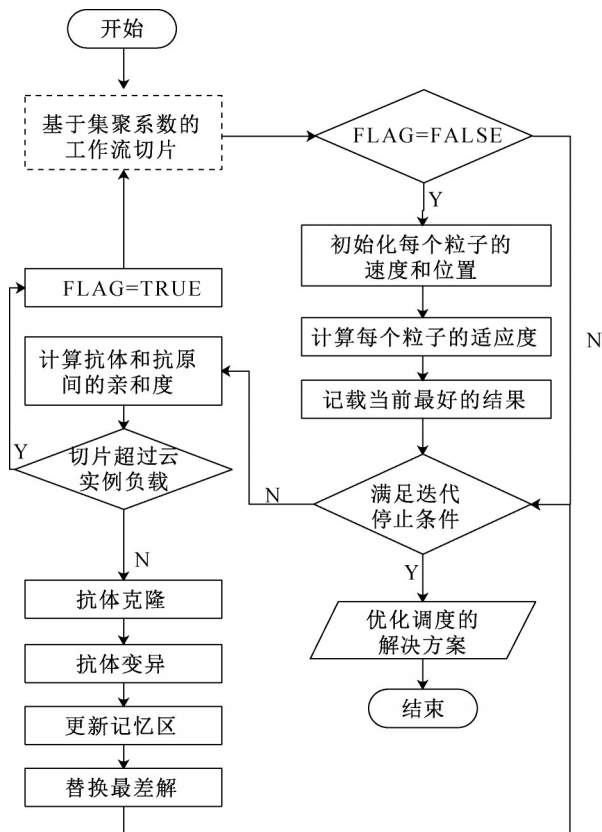 开始
基于集聚系数的
工作流切片
FLAG=FALSE
Y
初始化每个粒子的
速度和位置
FLAG=TRUE
计算每个粒子的适应度
N
计算抗体和抗原
间的亲和度
记载当前最好的结果
Y
切片超过云
实例负载
N
满足迭代
停止条件
N
Y
抗体克隆
优化调度的
解决方案
抗体变异
结束
更新记忆区
替换最差解